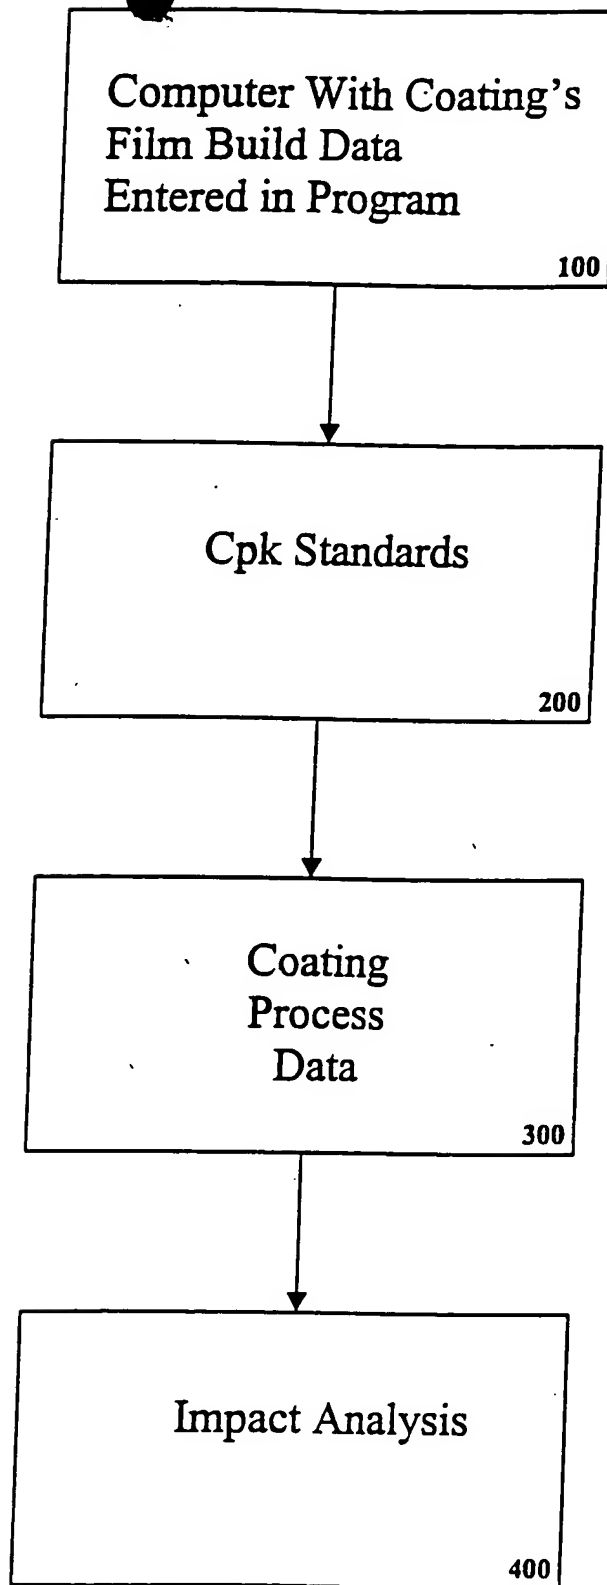 Computer With Coating's
Film Build Data
Entered in Program
100
Cpk Standards
200
Coating
Process
Data
300
Impact Analysis
400